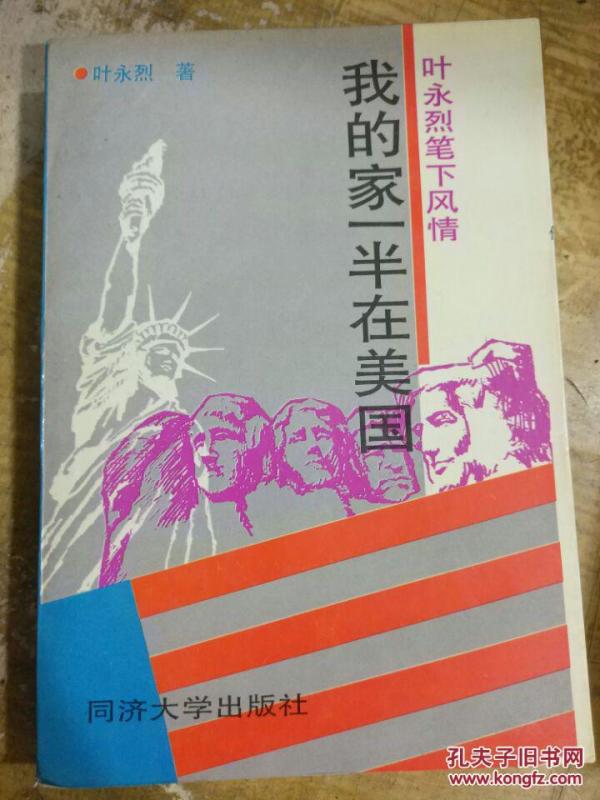 叶永烈 著
叶永烈笔下风情
我的家一半在美国
同济大学出版社
孔夫子旧书网
www.kongfz.com